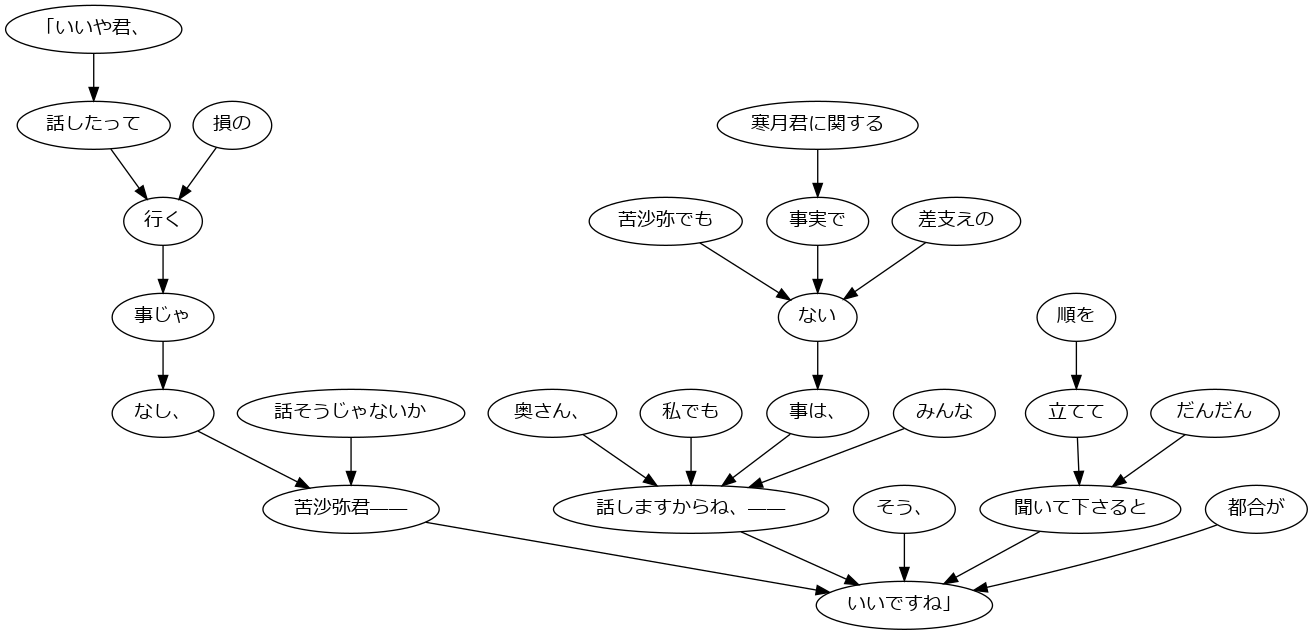 「いいや君、
話したって
損の
寒月君に関する
行く
苦沙弥でも
事実で
差支えの
事じゃ
ない
順を
なし、
話そうじゃないか
奥さん、
私でも
事は、
みんな
立てて
だんだん
苦沙弥君――
話しますからね、――
そう、
聞いて下さると
都合が
いいですね」